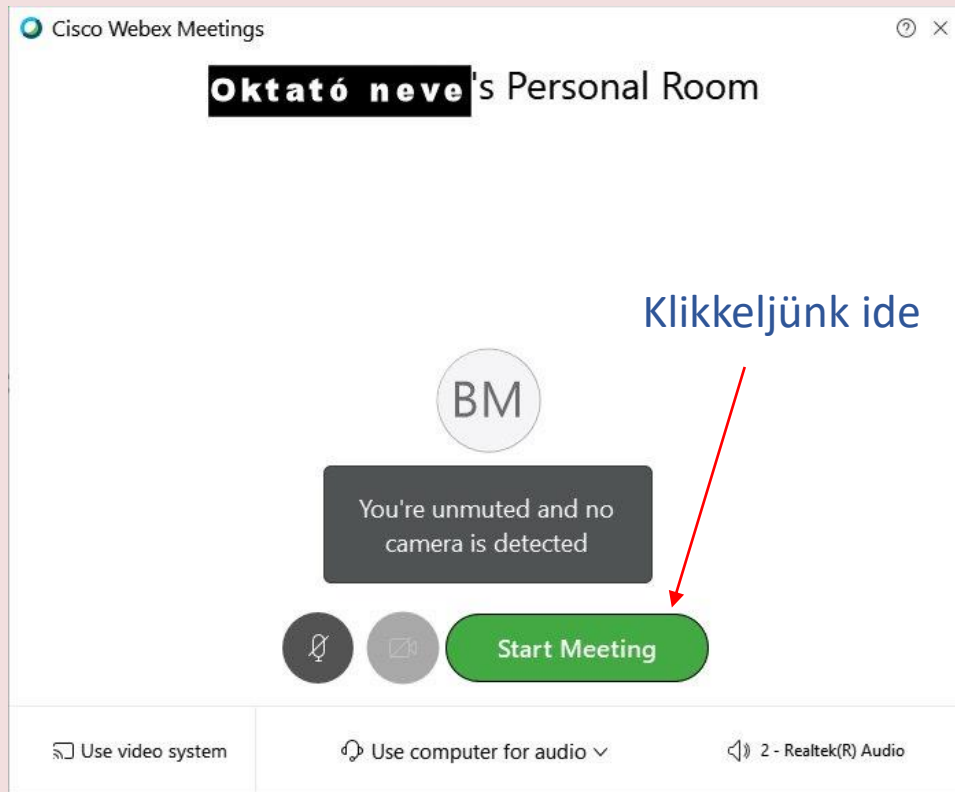 Cisco Webex Meetings
Oktató neve's Personal Room
Klikkeljünk ide
BM
You're unmuted and no
camera is detected
Start Meeting
Use video system
Use computer for audio
2 - Realtek(R) Audio